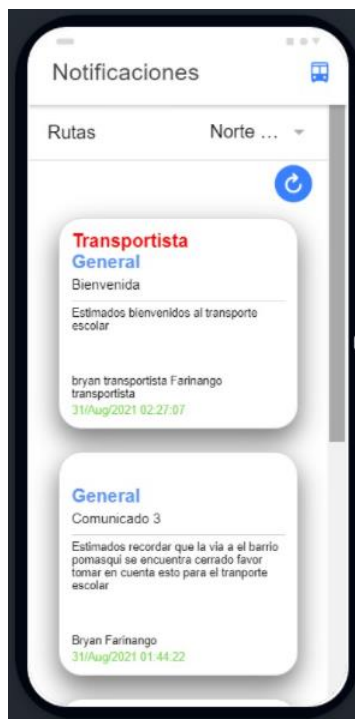 Notificaciones
Rutas Norte ...
Transportista
General
Bienvenida
Estimados bienvenidos al transporte
escolar
bryan transportista Farinango
transportista
31/Aug/2021 02:27:07
General
Comunicado 3
Estimados recordar que la via a el barrio
pomasqui se encuentra cerrado favor
tomar en cuenta esto para el tranporte
escolar
Bryan Farinango
31/Aug/2021 01:44:22